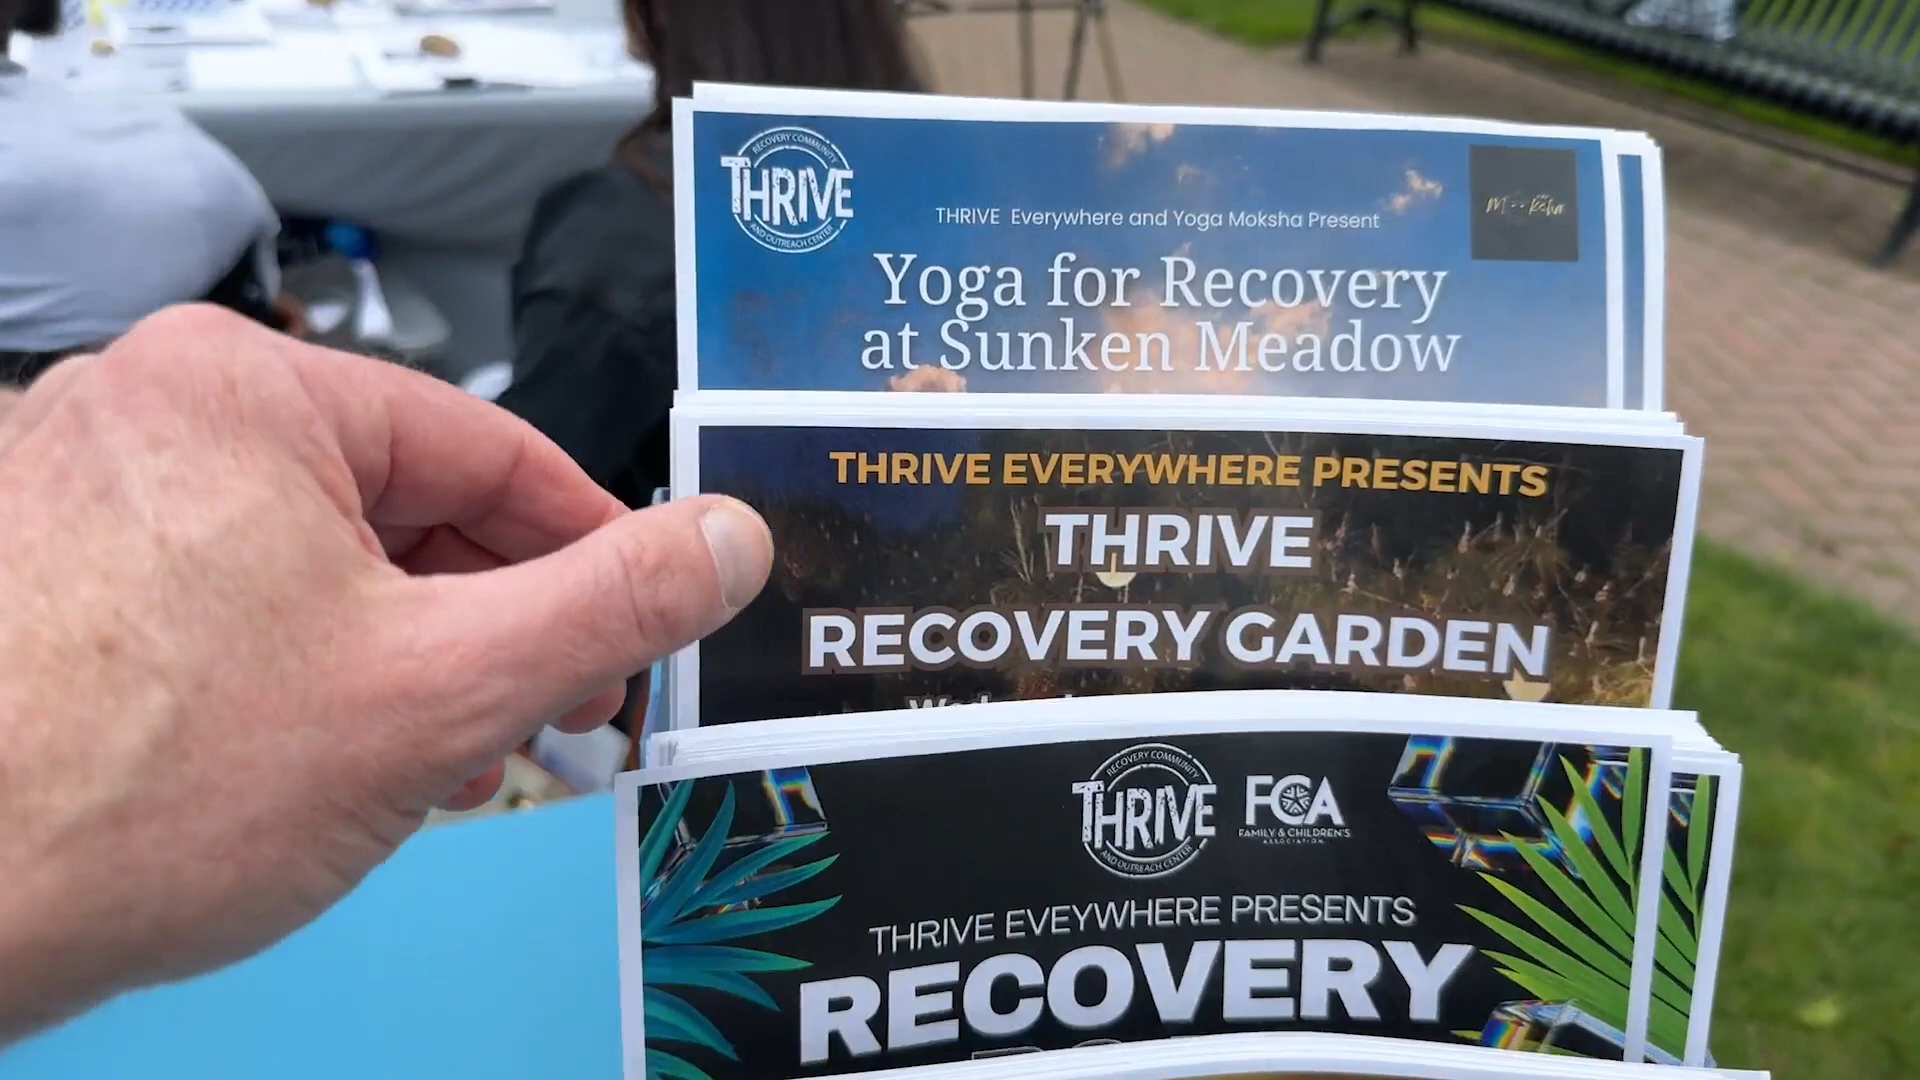 RECOVERY COMMUNITY
THRIVE
AND OUTREACH CENTER
THRIVE Everywhere and Yoga Moksha Present
Yoga for Recovery
at Sunken Meadow
THRIVE EVERYWHERE PRESENTS
THRIVE
RECOVERY GARDEN
RECOVERY COMMUNITY
THRIVE
AND OUTREACH CENTER
FCA
FAMILY & CHILDREN'S
ASSOCIATION
THRIVE EVEYWHERE PRESENTS
RECOVERY